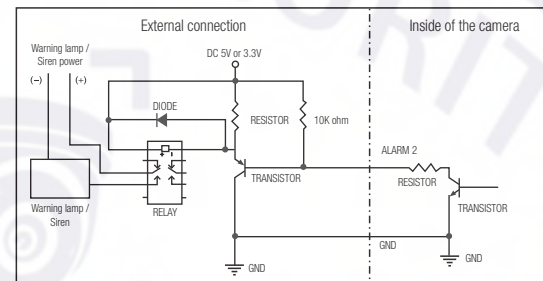 External connection
Inside of the camera
Warning lamp /
Siren power
(–)
(+)
DC 5V or 3.3V
DIODE
RESISTOR
10K ohm
ALARM 2
RESISTOR
TRANSISTOR
TRANSISTOR
Warning lamp /
Siren
RELAY
GND
GND
GND